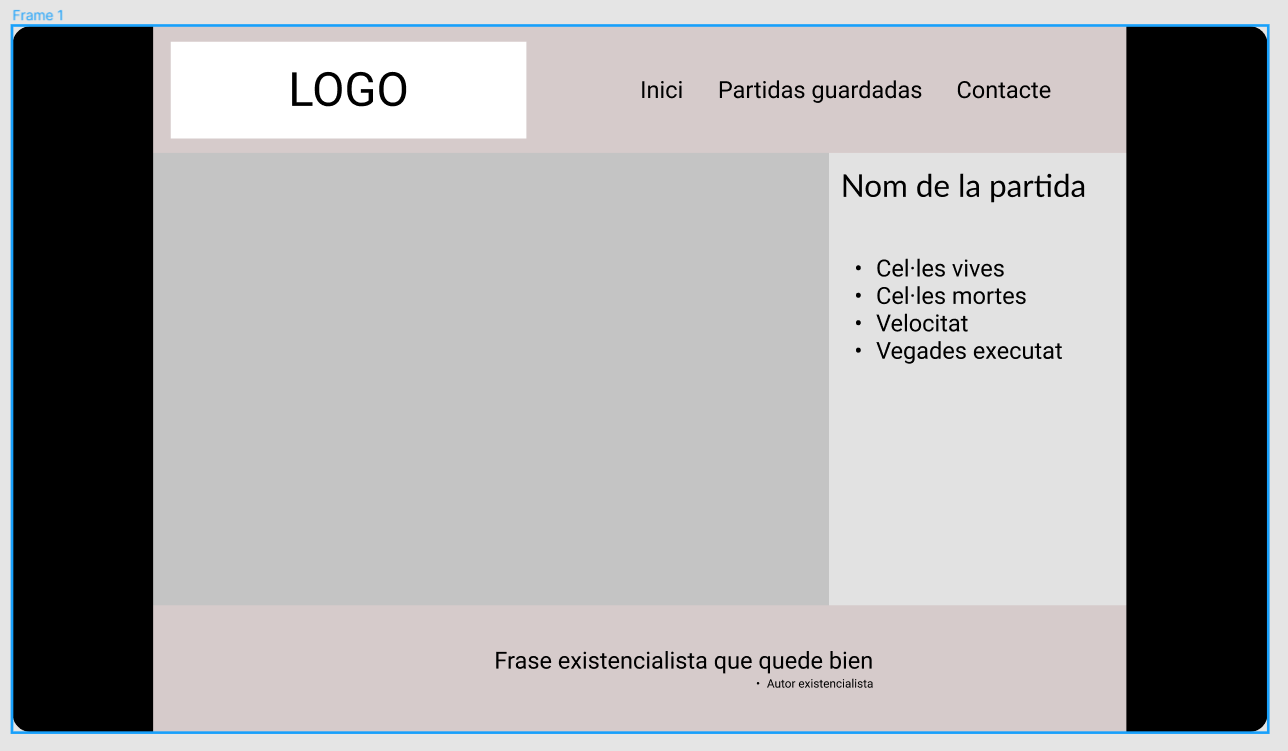 Frame 1
LOGO
Inici Partidas guardadas Contacte
Nom de la partida
• Cel·les vives
• Cel·les mortes
• Velocitat
• Vegades executat
Frase existencialista que quede bien
• Autor existencialista